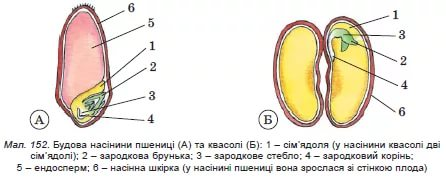 6
5
1
2
3
4
А
1
3
2
4
6
Б
Мал. 152. Будова насінини пшениці (А) та квасолі (Б): 1 – сім’ядоля (у насінини квасолі дві
сім’ядолі); 2 – зародкова брунька; 3 – зародкове стебло; 4 – зародковий корінь;
5 – ендосперм; 6 – насінна шкірка (у насінини пшениці вона зрослася зі стінкою плода)